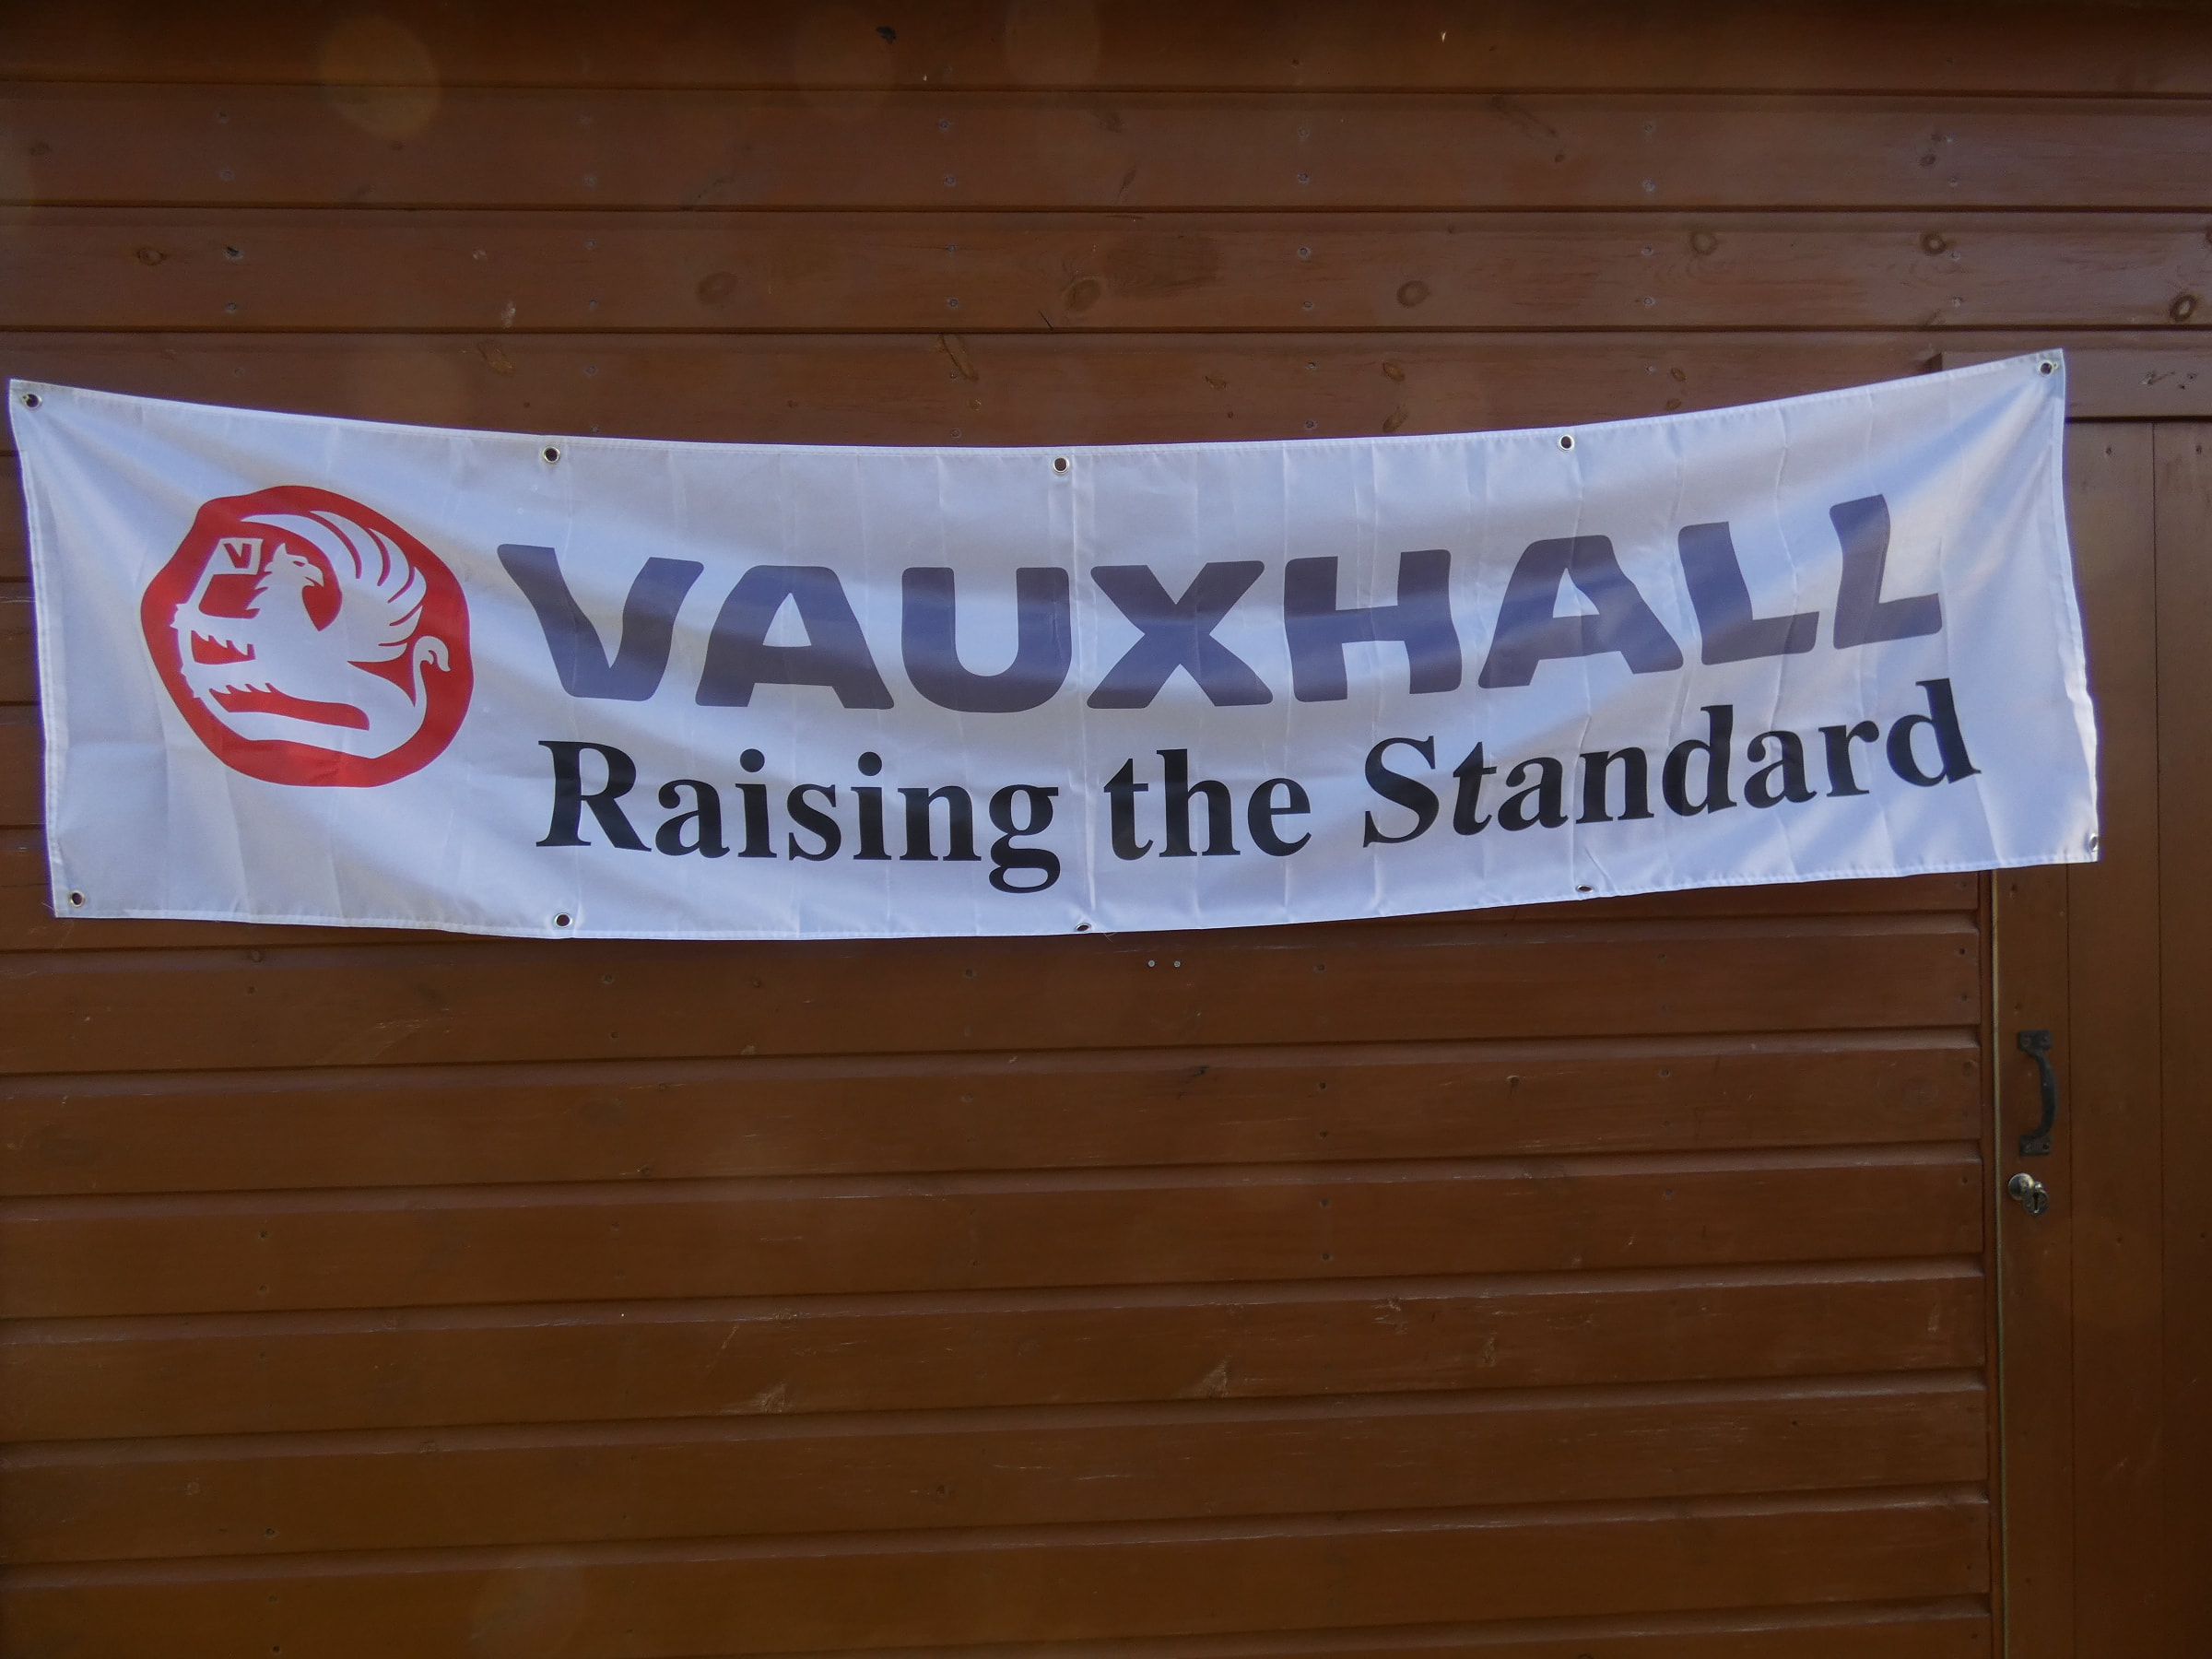 V
VAUXHALL
Raising the Standard